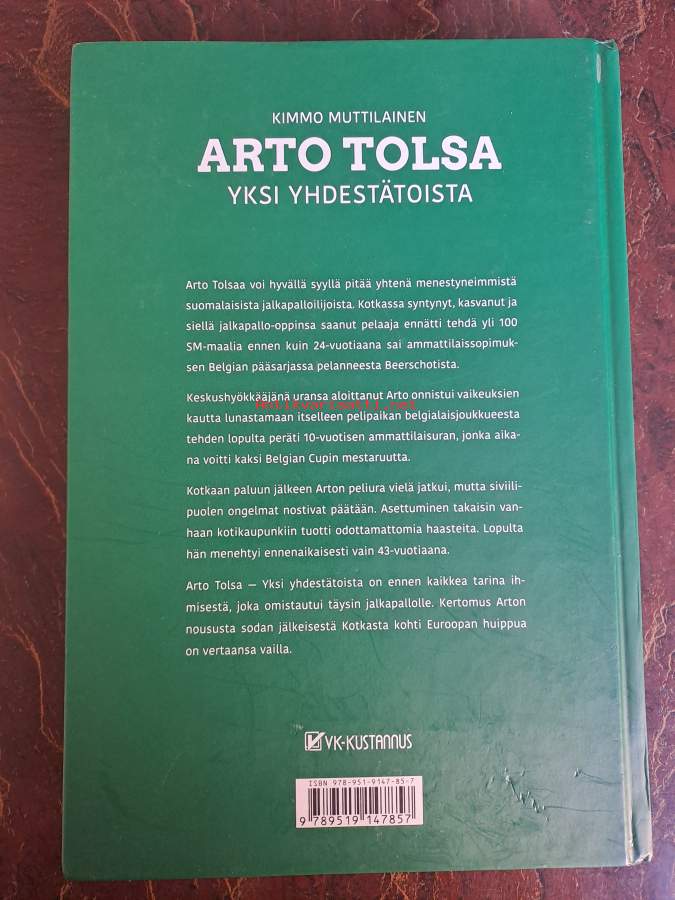 KIMMO MUTTILAINEN
ARTO TOLSA
YKSI YHDESTÄTOISTA
Arto Tolsaa voi hyvällä syyllä pitää yhtenä menestyneimmistä
suomalaisista jalkapalloilijoista. Kotkassa syntynyt, kasvanut ja
siellä jalkapallo-oppinsa saanut pelaaja ennätti tehdä yli 100
SM-maalia ennen kuin 24-vuotiaana sai ammattilaissopimuk-
sen Belgian pääsarjassa pelanneesta Beerschotista.
Keskushyökkääjänä uransa aloittanut Arto onnistui vaikeuksien
Antikvariaatti.net
kautta lunastamaan itselleen pelipaikan belgialaisjoukkueesta
tehden lopulta peräti 10-vuotisen ammattilaisuran, jonka aika-
na voitti kaksi Belgian Cupin mestaruutta.
Kotkaan paluun jälkeen Arton peliura vielä jatkui, mutta siviili-
puolen ongelmat nostivat päätään. Asettuminen takaisin van-
haan kotikaupunkiin tuotti odottamattomia haasteita. Lopulta
hän menehtyi ennenaikaisesti vain 43-vuotiaana.
Arto Tolsa — Yksi yhdestätoista on ennen kaikkea tarina ih-
misestä, joka omistautui täysin jalkapallolle. Kertomus Arton
noususta sodan jälkeisestä Kotkasta kohti Euroopan huippua
on vertaansa vailla.
VK-KUSTANNUS
ISBN 978-951-9147-85-7
9 789519 147857